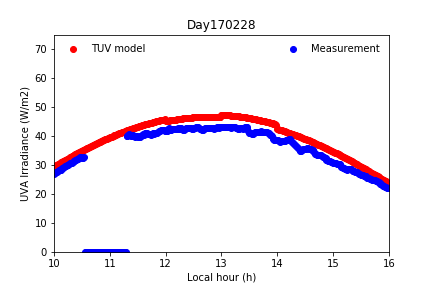 Day170228
TUV model
Measurement
UVA Irradiance (W/m2)
70
60
50
40
30
20
10
0
10 11 12 13 14 15 16
Local hour (h)